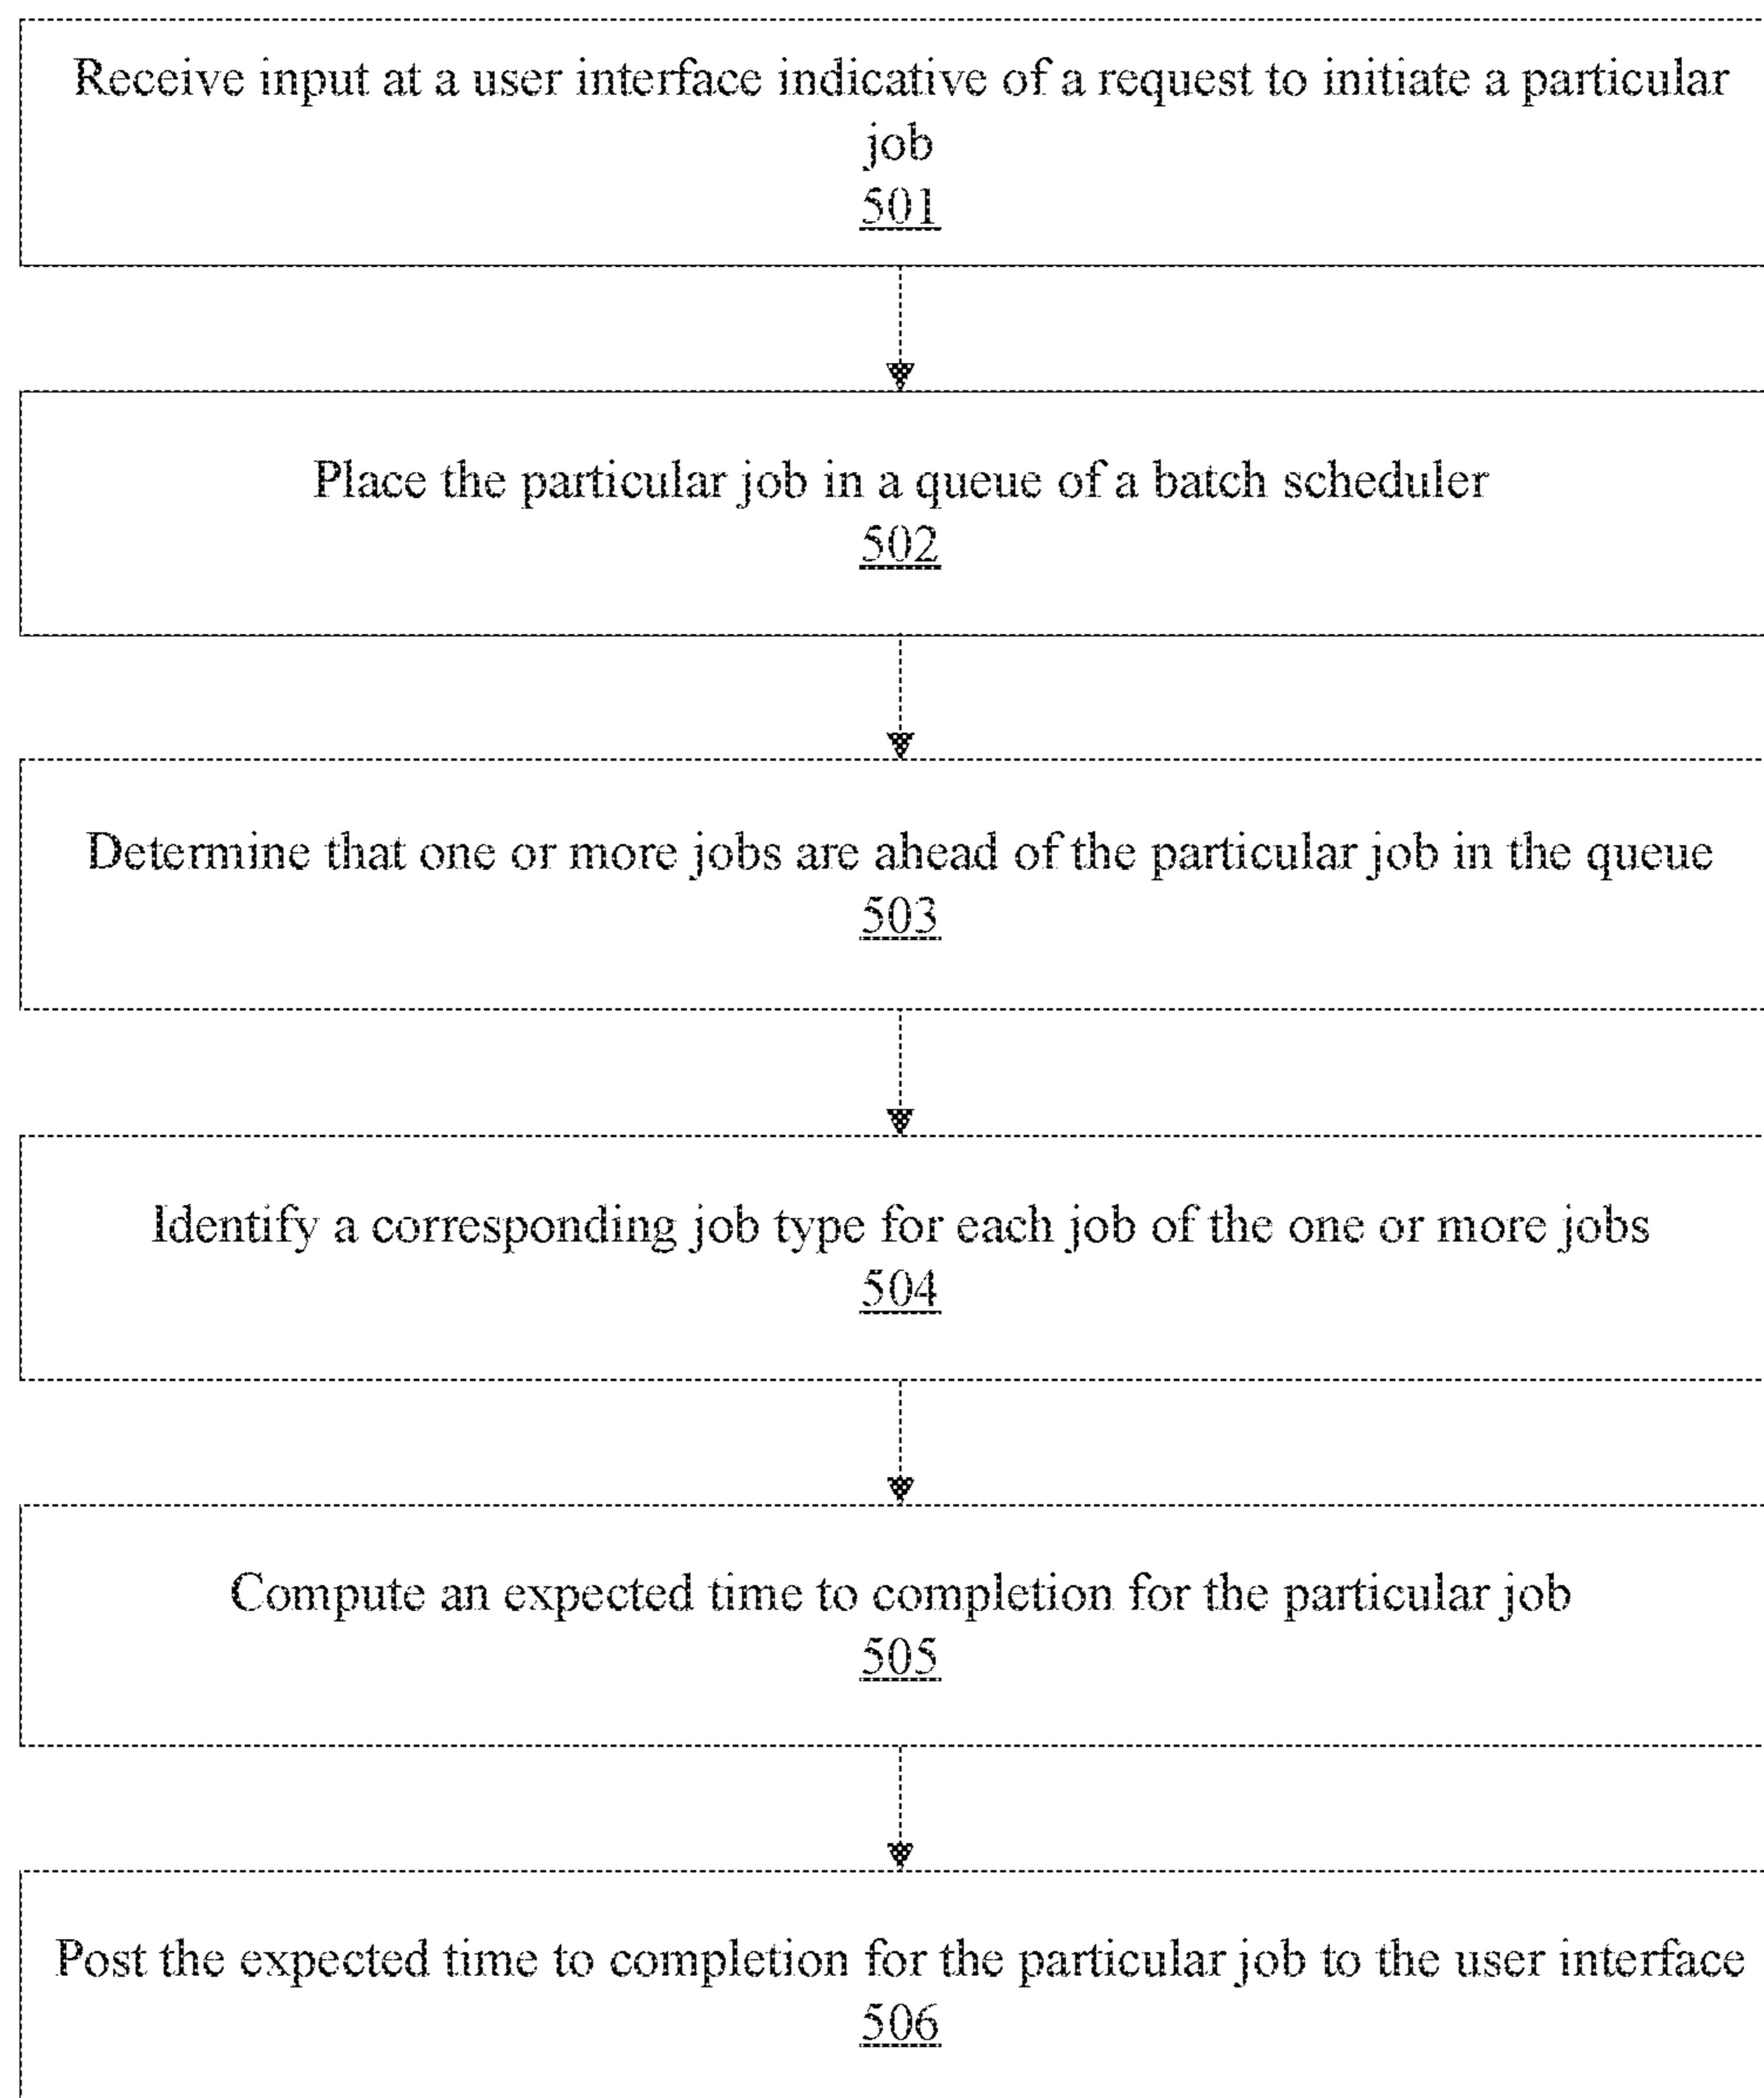 Receive input at a user interface indicative of a request to initiate a particular
job
501
Place the particular job in a queue of a batch scheduler
502
Determine that one or more jobs are ahead of the particular job in the queue
503
Identify a corresponding job type for each job of the one or more jobs
504
Compute an expected time to completion for the particular job
505
Post the expected time to completion for the particular job to the user interface
506